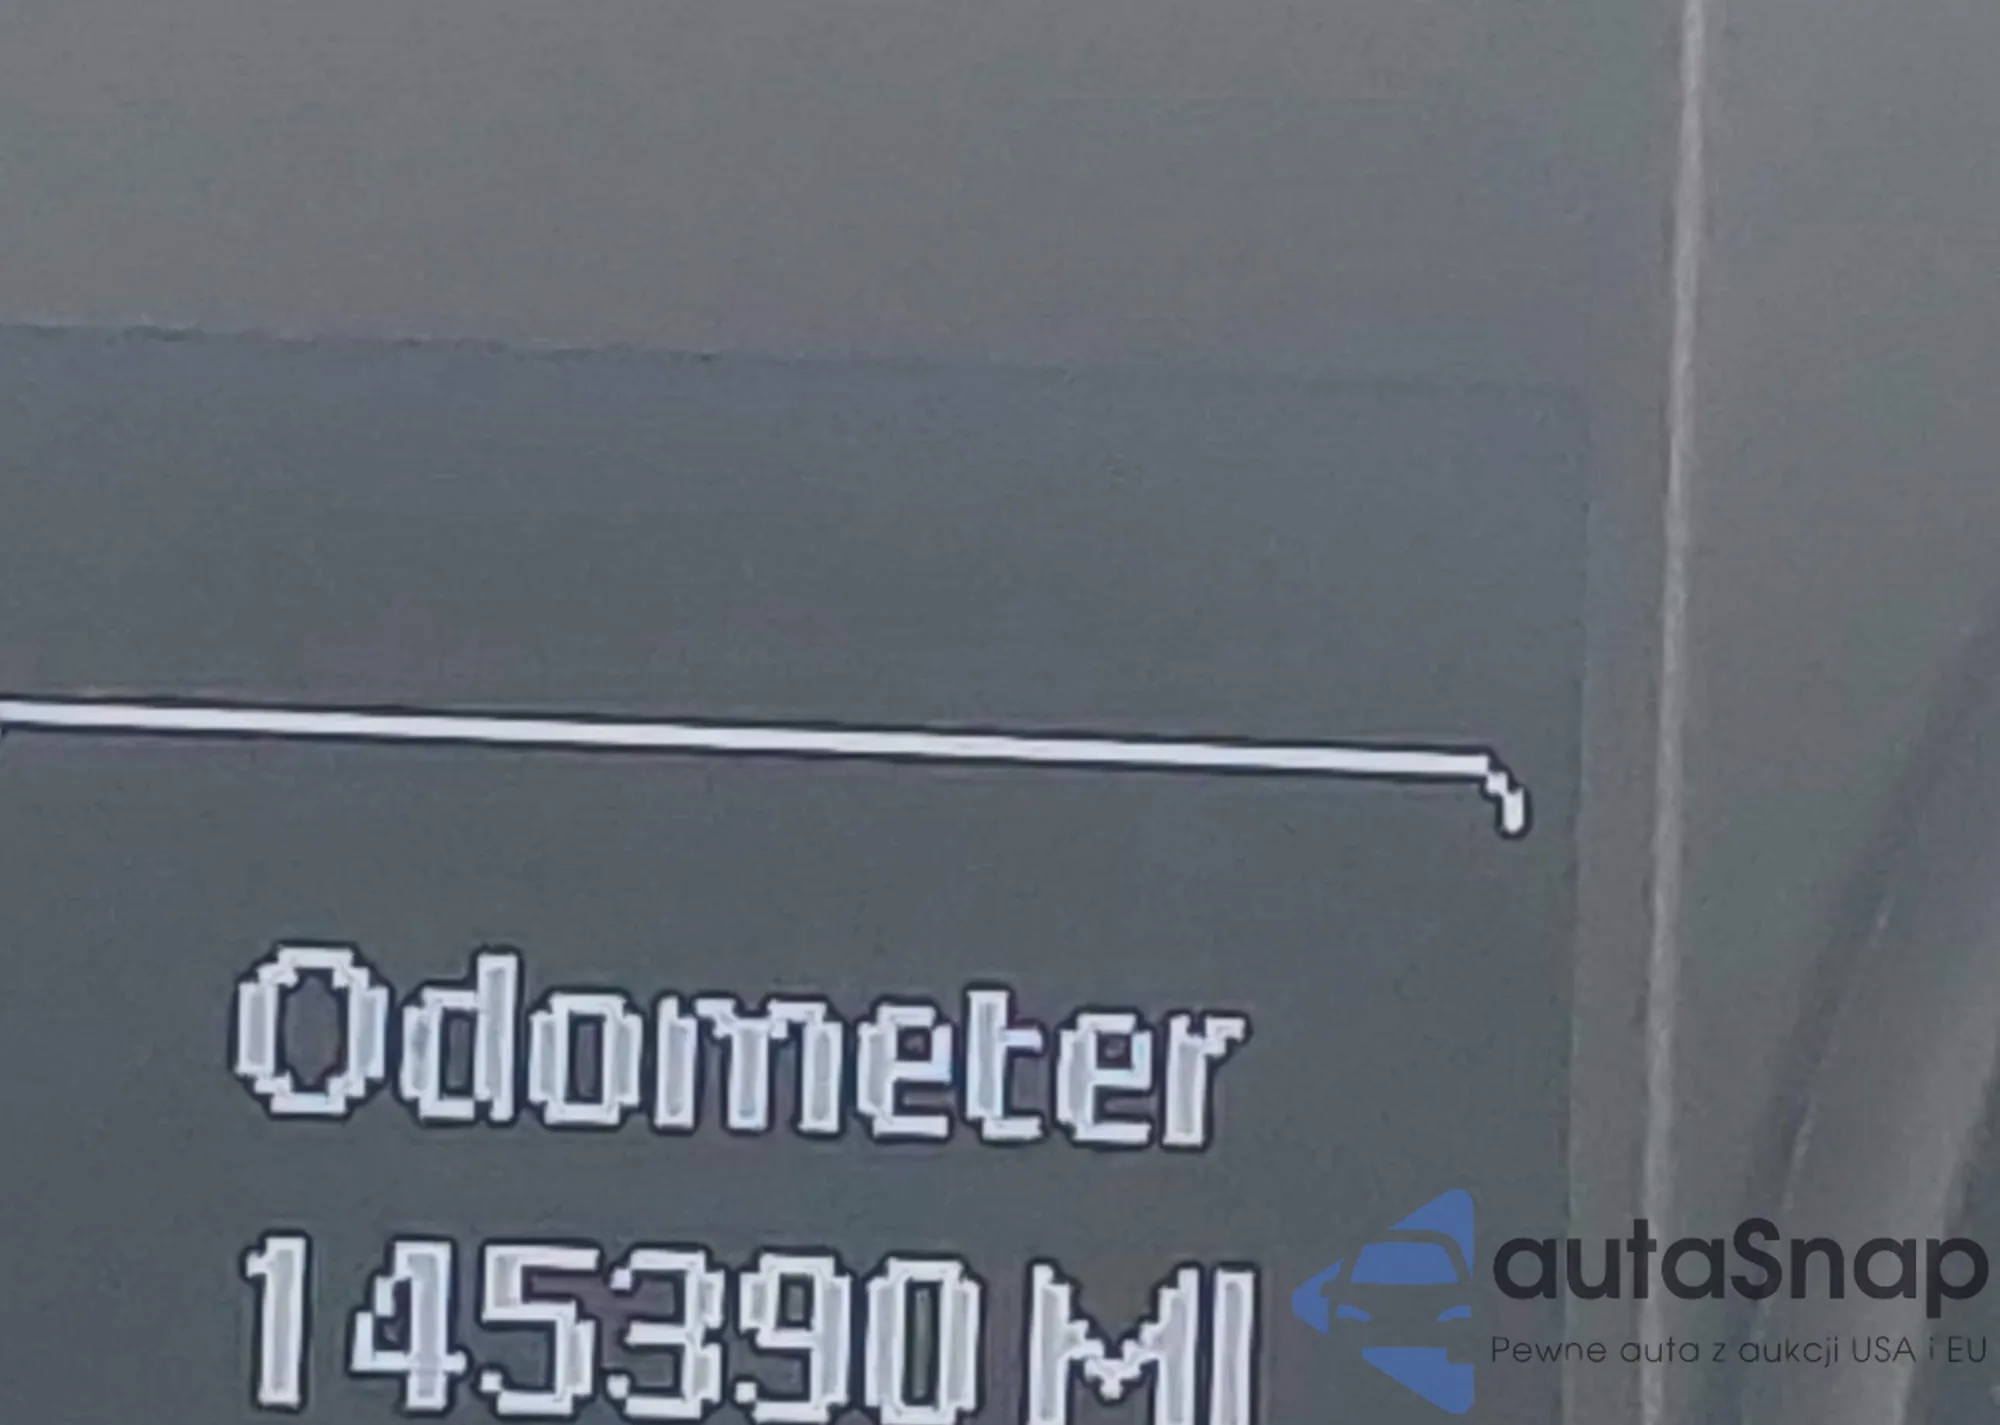 Odometer
145390 MI
autaSnap
Pewne auta z aukcji USA i EU